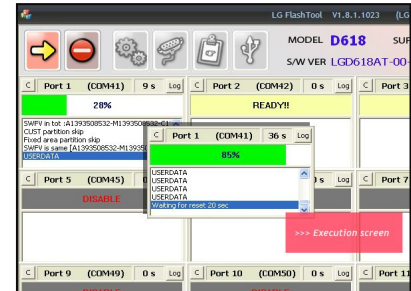 LG FlashTool V1.8.1.1023 (LG
MODEL D618 SUF
S/W VER LGD618AT-00-
C Port 1 (COM41) 9 s Log
C Port 2 (COM42) 0 s Log
C Port 3
28%
READY!!
SWFV in tot :A1393508532-M1393508532-C1
CUST partition skip
Fixed area partition skip
SWFV is same [A1393508532-M1393
USERDATA
C Port 1 (COM41) 36 s Log
85%
USERDATA
USERDATA
USERDATA
USERDATA
Waiting for reset 20 sec
C Port 5 (COM45)
s Log
C Port 7
DISABLE
>>> Execution screen
C Port 9 (COM49) 0 s Log
C Port 10 (COM50) 0 s Log
C Port 11